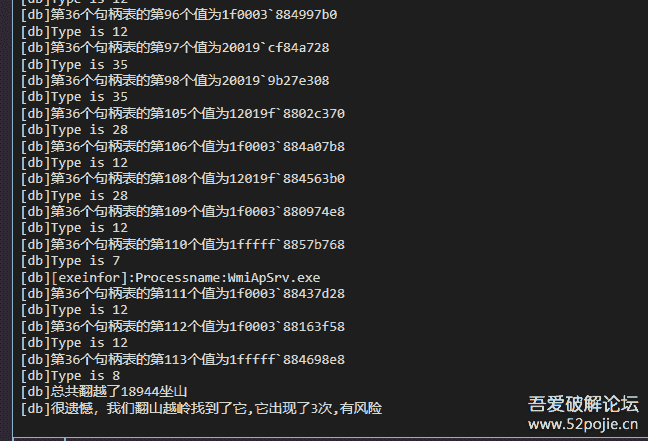 [db]Type is 12
[db]第36个句柄表的第96个值为1f0003`884997b0
[db]Type is 12
[db]第36个句柄表的第97个值为20019`cf84a728
[db]Type is 35
[db]第36个句柄表的第98个值为20019`9b27e308
[db]Type is 35
[db]第36个句柄表的第105个值为12019f`8802c370
[db]Type is 28
[db]第36个句柄表的第106个值为1f0003`884a07b8
[db]Type is 12
[db]第36个句柄表的第108个值为12019f`884563b0
[db]Type is 28
[db]第36个句柄表的第109个值为1f0003`880974e8
[db]Type is 12
[db]第36个句柄表的第110个值为1fffff`8857b768
[db]Type is 7
[db][exeinfor]:Processname:WmiApSrv.exe
[db]第36个句柄表的第111个值为1f0003`88437d28
[db]Type is 12
[db]第36个句柄表的第112个值为1f0003`88163f58
[db]Type is 12
[db]第36个句柄表的第113个值为1fffff`884698e8
[db]Type is 8
[db]总共翻越了18944坐山
[db]很遗憾，我们翻山越岭找到了它,它出现了3次,有风险
吾爱破解论坛
www.52pojie.cn